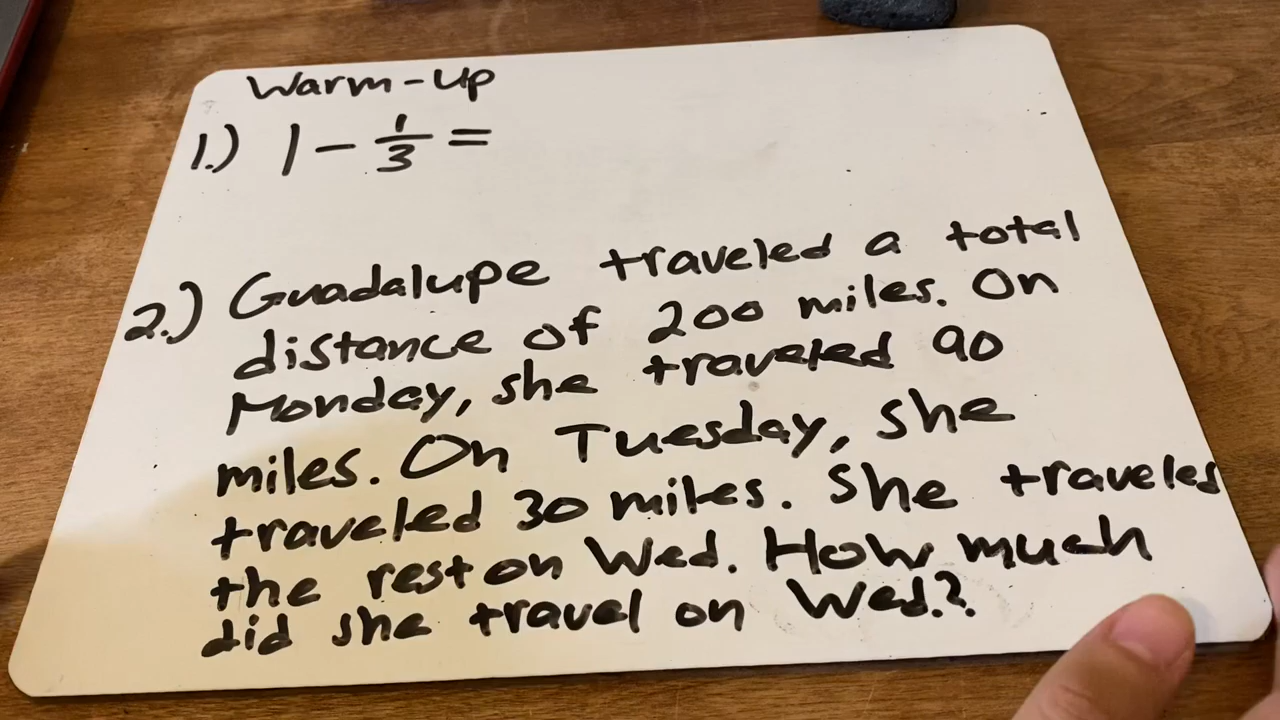 Warm-up
1.) 1 - 1/3 =
2.) Guadalupe traveled a total
distance of 200 miles. On
Monday, she traveled 90
miles. On Tuesday, she
traveled 30 miles. She traveled
the rest on Wed. How much
did she travel on Wed.?